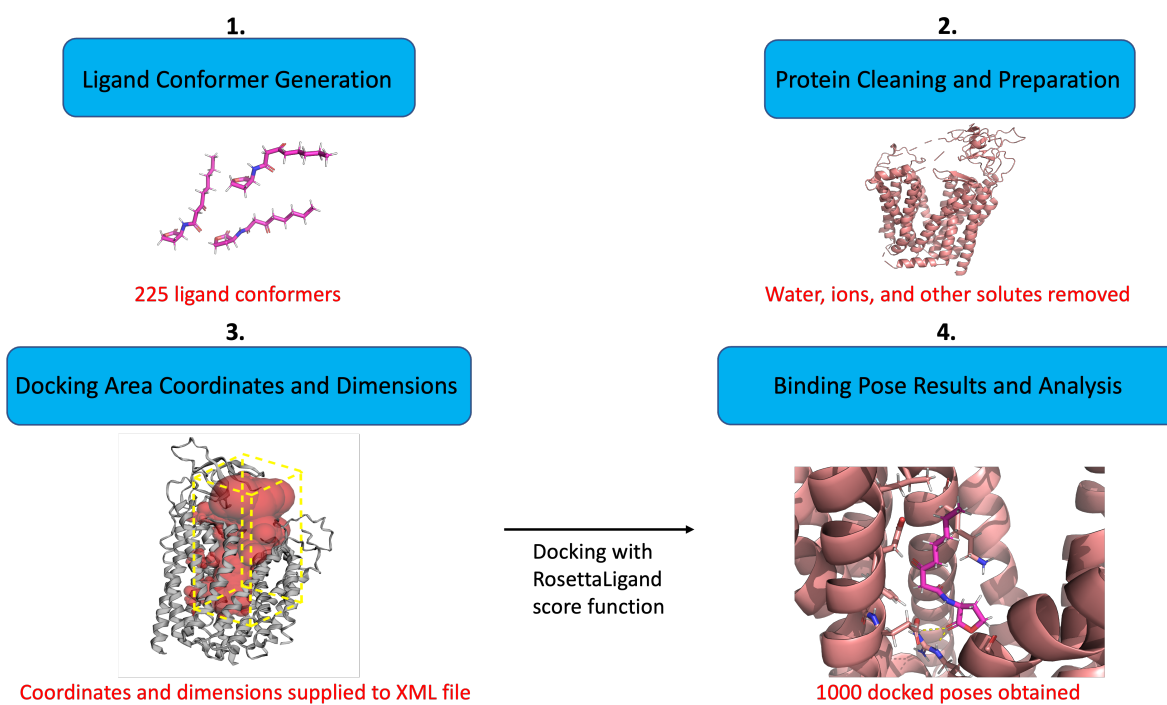 1.
Ligand Conformer Generation
225 ligand conformers
2.
Protein Cleaning and Preparation
Water, ions, and other solutes removed
3.
Docking Area Coordinates and Dimensions
Coordinates and dimensions supplied to XML file
Docking with
RosettaLigand
score function
4.
Binding Pose Results and Analysis
1000 docked poses obtained